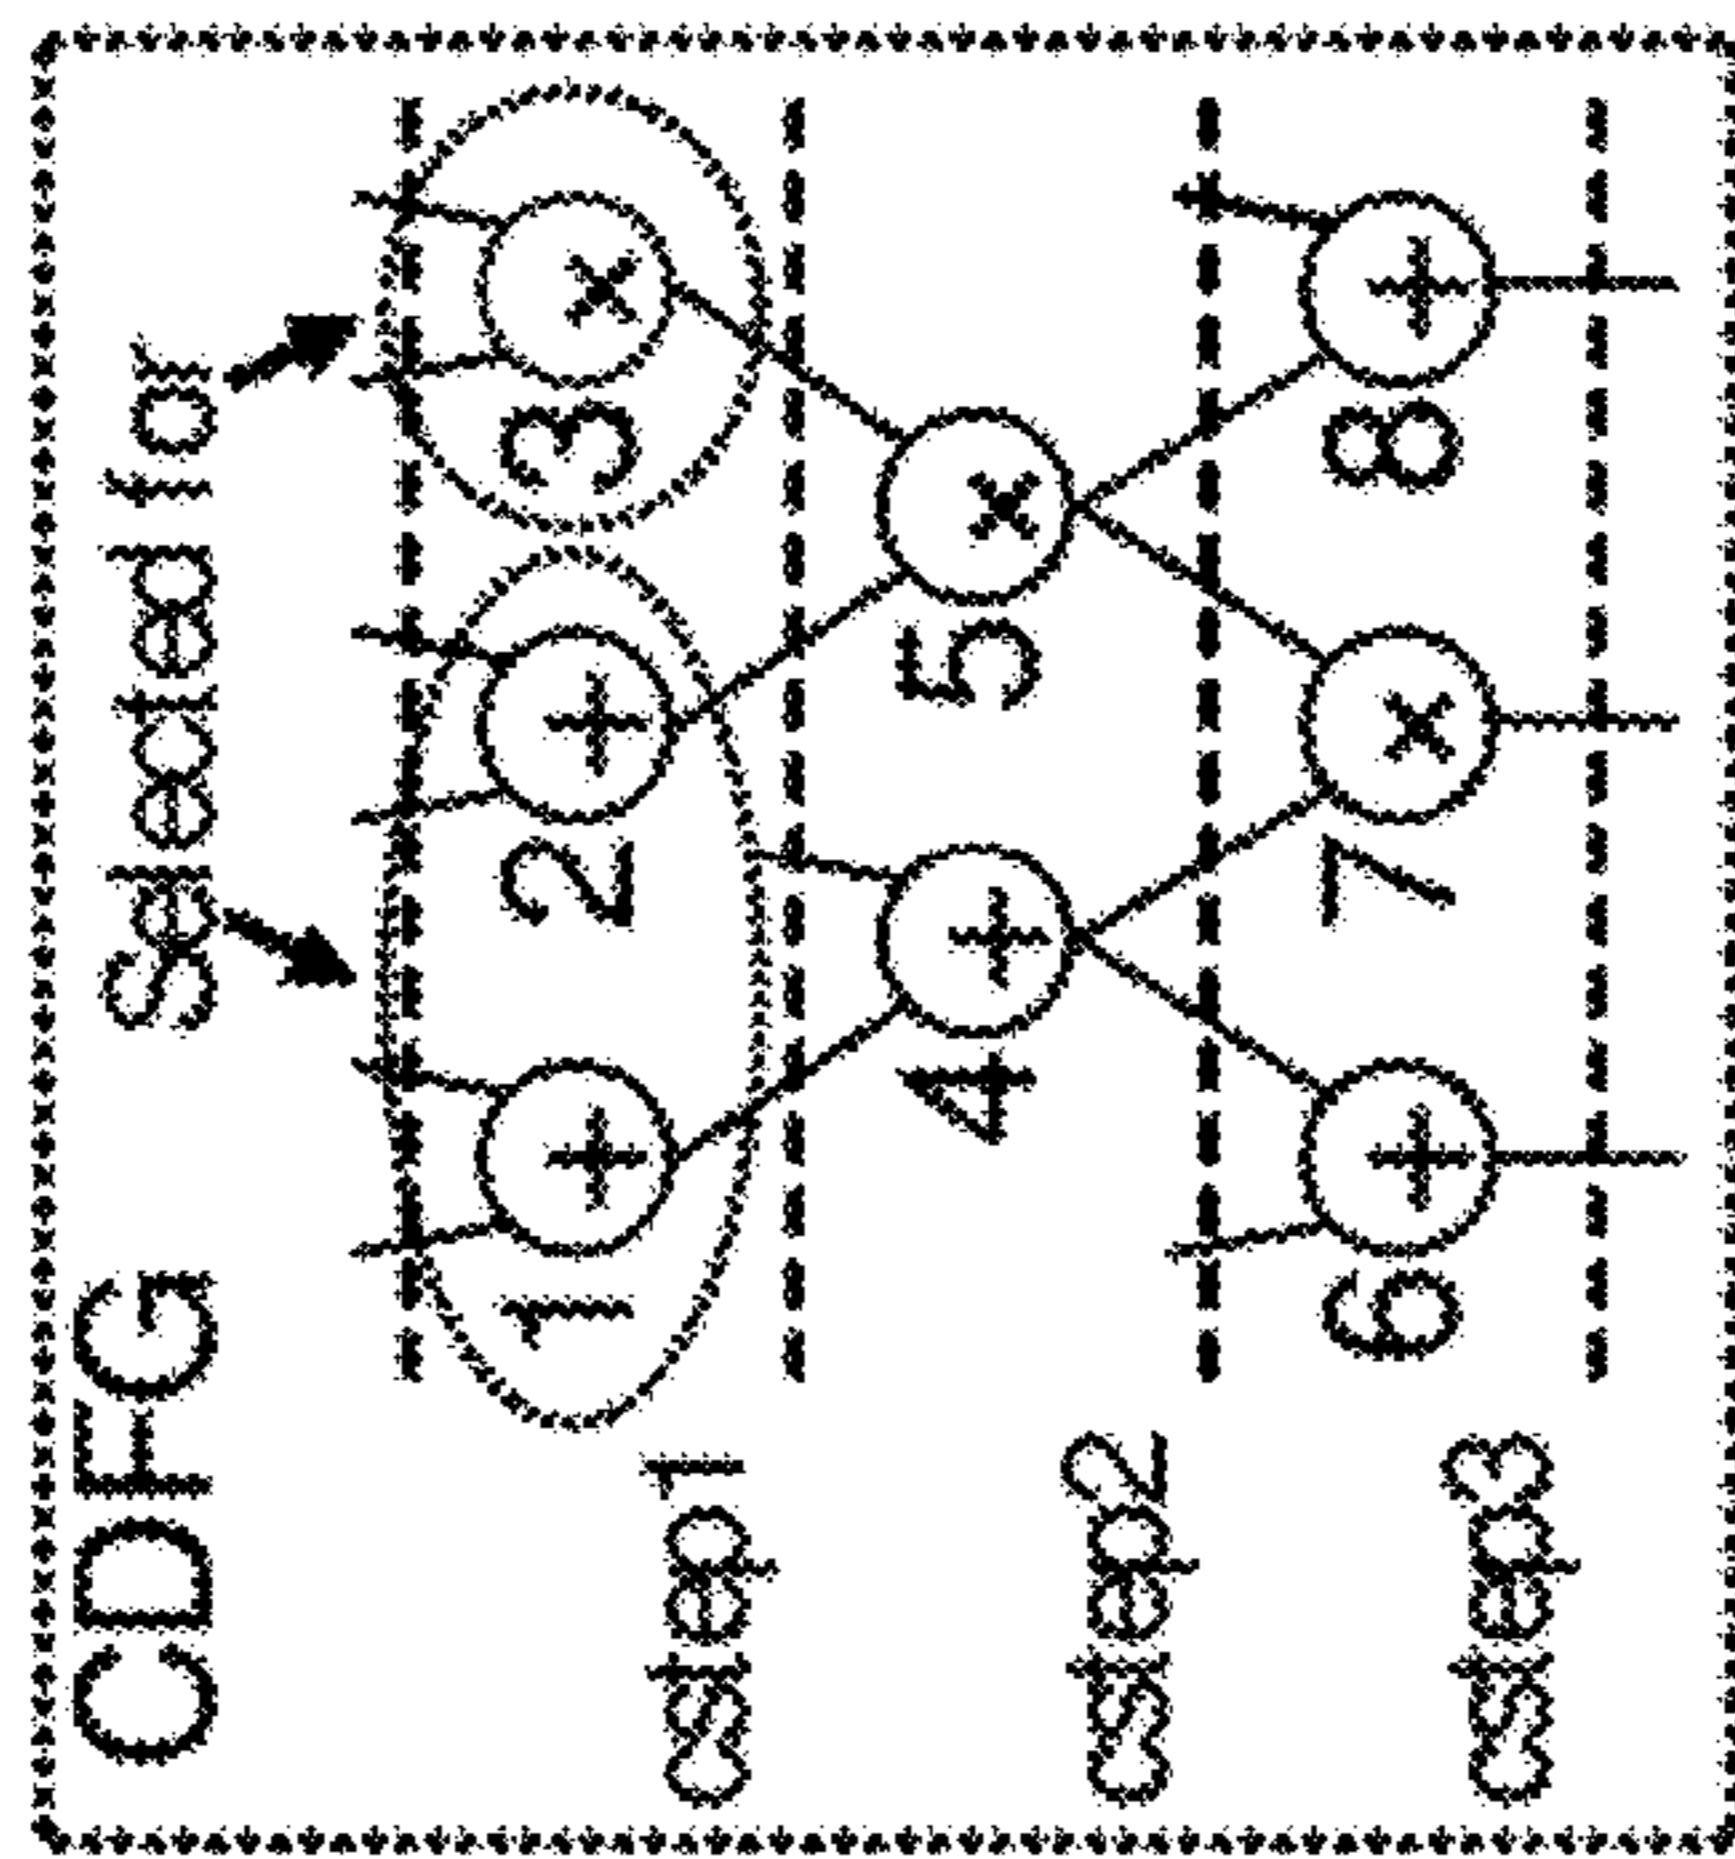 CDFG
Selected for
1 + 2 + 3 ×
cstep1
4 + 5 ×
cstep2
6 + 7 × 8 +
cstep3